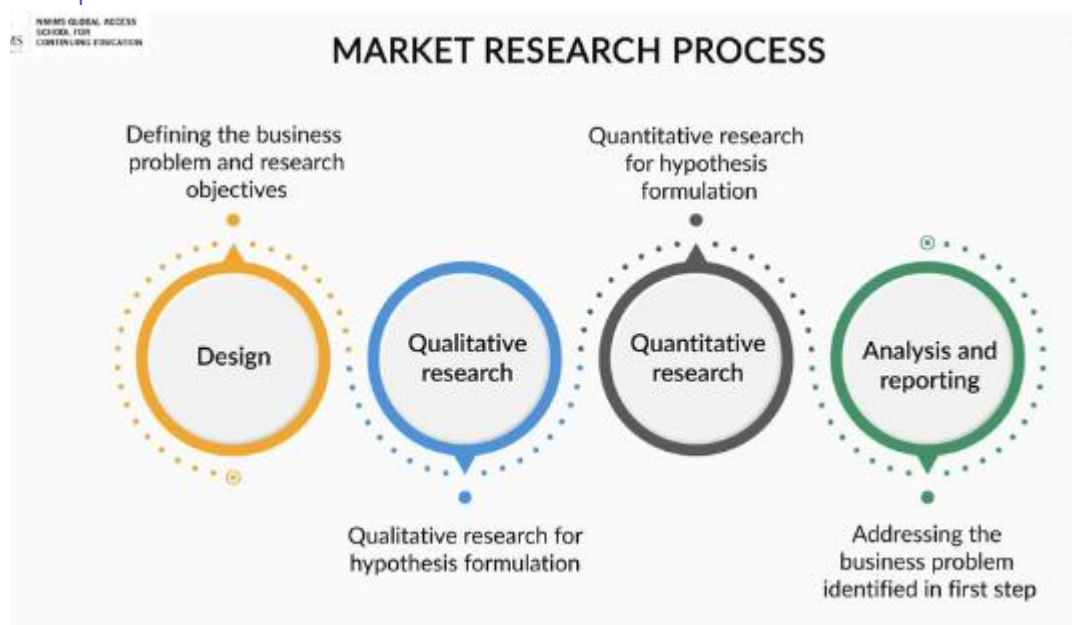 NMIMS GLOBAL ACCESS
SCHOOL FOR
CONTINUING EDUCATION
MARKET RESEARCH PROCESS
Defining the business
problem and research
objectives
Quantitative research
for hypothesis
formulation
Design
Qualitative
research
Quantitative
research
Analysis and
reporting
Qualitative research for
hypothesis formulation
Addressing the
business problem
identified in first step